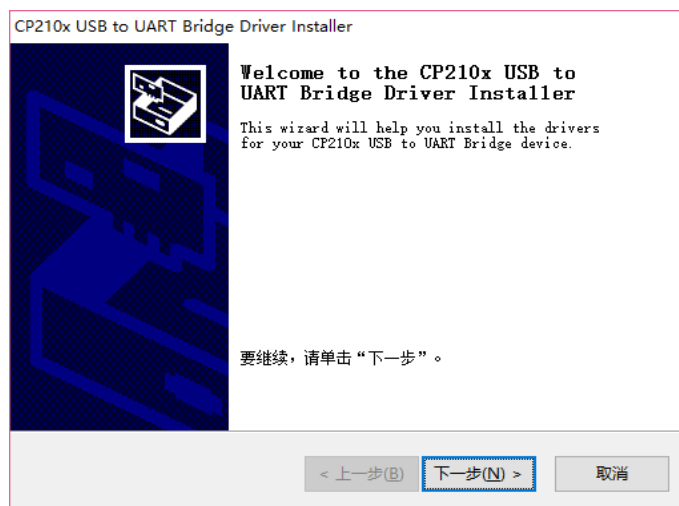 CP210x USB to UART Bridge Driver Installer
Welcome to the CP210x USB to
UART Bridge Driver Installer
This wizard will help you install the drivers
for your CP210x USB to UART Bridge device.
要继续，请单击“下一步”。
< 上一步(B)
下一步(N) >
取消